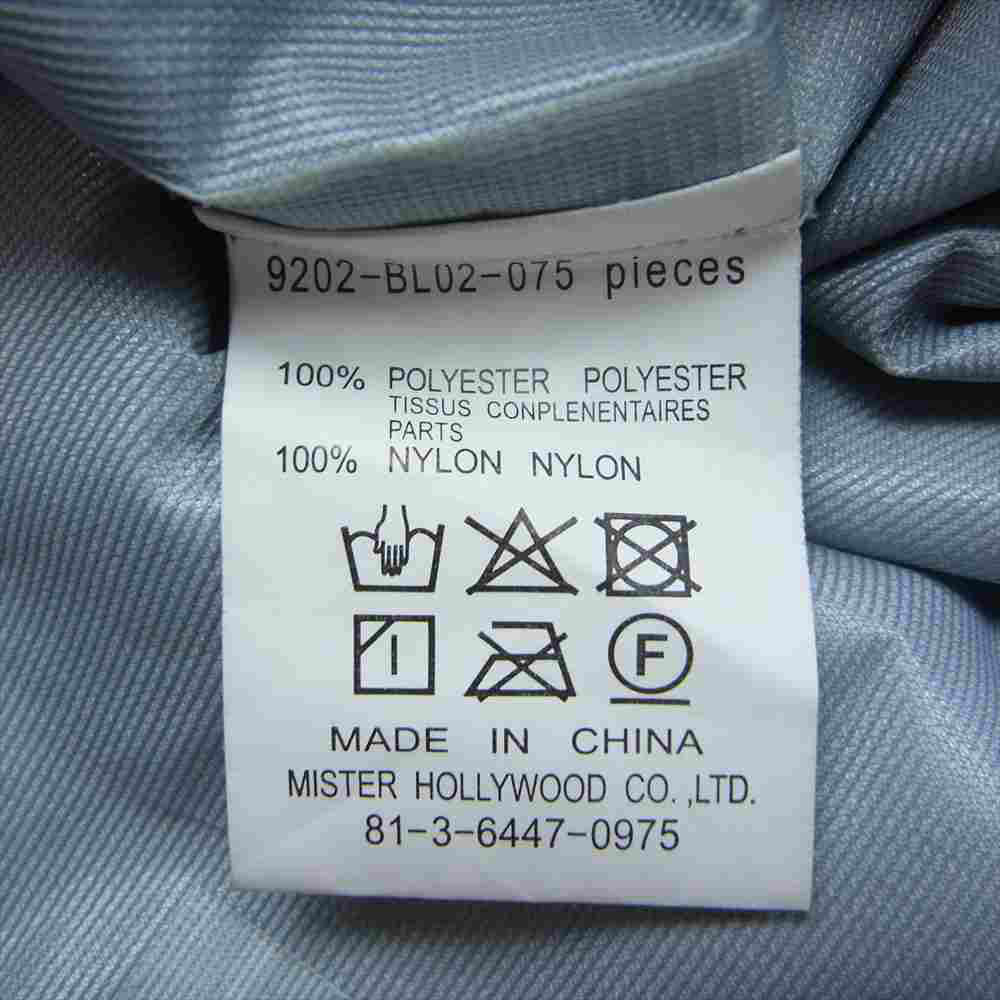 9202-BL02-075 pieces
100% POLYESTER POLYESTER
TISSUS CONPLENENTAIRES
PARTS
100% NYLON NYLON
F
MADE IN CHINA
MISTER HOLLYWOOD CO.,LTD.
81-3-6447-0975